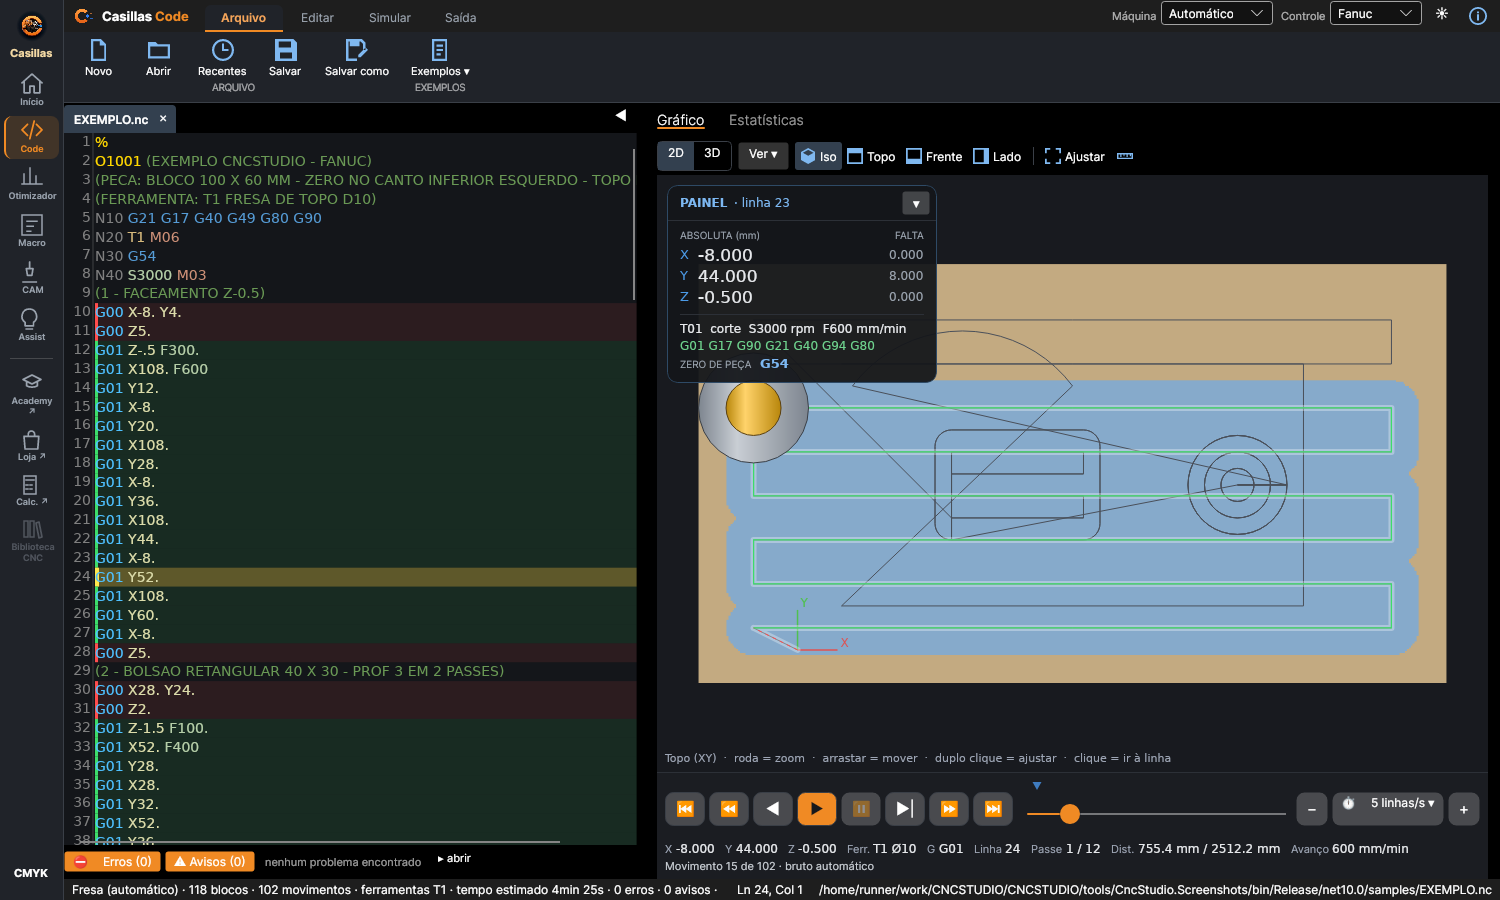 Casillas
Início
Code
Otimizador
Macro
CAM
Assist
Academy ↗
Loja ↗
Calc. ↗
Biblioteca CNC
CMYK
Casillas Code
Arquivo Editar Simular Saída
Máquina Automático Controle Fanuc
Novo Abrir Recentes Salvar Salvar como Exemplos ▾
ARQUIVO EXEMPLOS
EXEMPLO.nc ×
1 %
2 O1001 (EXEMPLO CNCSTUDIO - FANUC)
3 (PECA: BLOCO 100 X 60 MM - ZERO NO CANTO INFERIOR ESQUERDO - TOPO
4 (FERRAMENTA: T1 FRESA DE TOPO D10)
5 N10 G21 G17 G40 G49 G80 G90
6 N20 T1 M06
7 N30 G54
8 N40 S3000 M03
9 (1 - FACEAMENTO Z-0.5)
10 G00 X-8. Y4.
11 G00 Z5.
12 G01 Z-.5 F300.
13 G01 X108. F600
14 G01 Y12.
15 G01 X-8.
16 G01 Y20.
17 G01 X108.
18 G01 Y28.
19 G01 X-8.
20 G01 Y36.
21 G01 X108.
22 G01 Y44.
23 G01 X-8.
24 G01 Y52.
25 G01 X108.
26 G01 Y60.
27 G01 X-8.
28 G00 Z5.
29 (2 - BOLSAO RETANGULAR 40 X 30 - PROF 3 EM 2 PASSES)
30 G00 X28. Y24.
31 G00 Z2.
32 G01 Z-1.5 F100.
33 G01 X52. F400
34 G01 Y28.
35 G01 X28.
36 G01 Y32.
37 G01 X52.
38 G01 Y36.
Erros (0) Avisos (0) nenhum problema encontrado ▸ abrir
Gráfico Estatísticas
2D 3D Ver ▾ Iso Topo Frente Lado Ajustar
PAINEL · linha 23
ABSOLUTA (mm) FALTA
X -8.000 0.000
Y 44.000 8.000
Z -0.500 0.000
T01 corte S3000 rpm F600 mm/min
G01 G17 G90 G21 G40 G94 G80
ZERO DE PEÇA G54
Y
X
Topo (XY) · roda = zoom · arrastar = mover · duplo clique = ajustar · clique = ir à linha
− 5 linhas/s ▾ +
X -8.000 Y 44.000 Z -0.500 Ferr. T1 Ø10 G G01 Linha 24 Passe 1 / 12 Dist. 755.4 mm / 2512.2 mm Avanço 600 mm/min
Movimento 15 de 102 · bruto automático
Fresa (automático) · 118 blocos · 102 movimentos · ferramentas T1 · tempo estimado 4min 25s · 0 erros · 0 avisos · Ln 24, Col 1 /home/runner/work/CNCSTUDIO/CNCSTUDIO/tools/CncStudio.Screenshots/bin/Release/net10.0/samples/EXEMPLO.nc